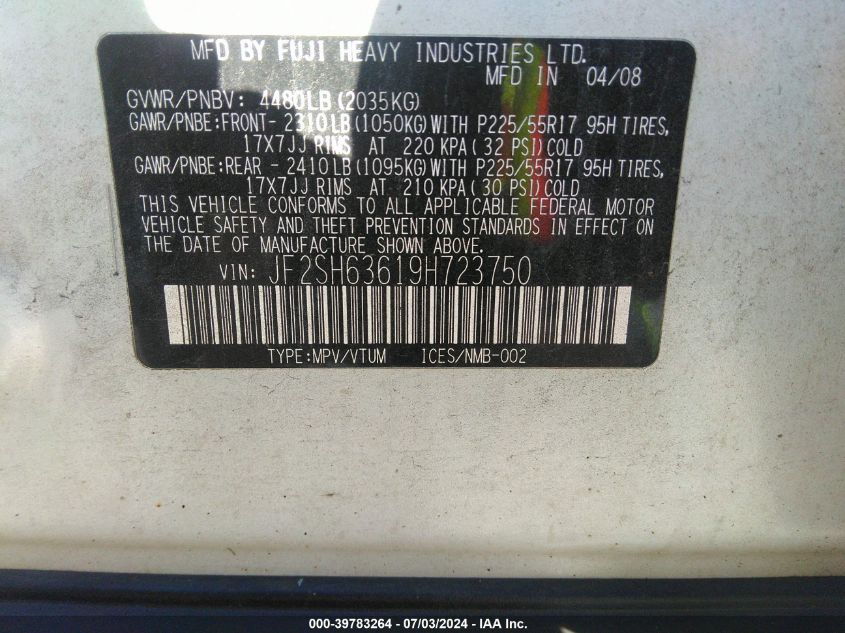 MFD BY FUJI HEAVY INDUSTRIES LTD.
MFD IN 04/08
GVWR/PNBV: 4480LB(2035KG)
GAWR/PNBE:FRONT- 2310LB(1050KG)WITH P225/55R17 95H TIRES,
17X7JJ RIMS AT 220 KPA(32 PSI)COLD
GAWR/PNBE:REAR - 2410LB(1095KG)WITH P225/55R17 95H TIRES,
17X7JJ RIMS AT 210 KPA(30 PSI)COLD
THIS VEHICLE CONFORMS TO ALL APPLICABLE FEDERAL MOTOR
VEHICLE SAFETY AND THEFT PREVENTION STANDARDS IN EFFECT ON
THE DATE OF MANUFACTURE SHOWN ABOVE.
VIN: JF2SH63619H723750
TYPE:MPV/VTUM ICES/NMB-002
000-39783264 - 07/03/2024 - IAA Inc.